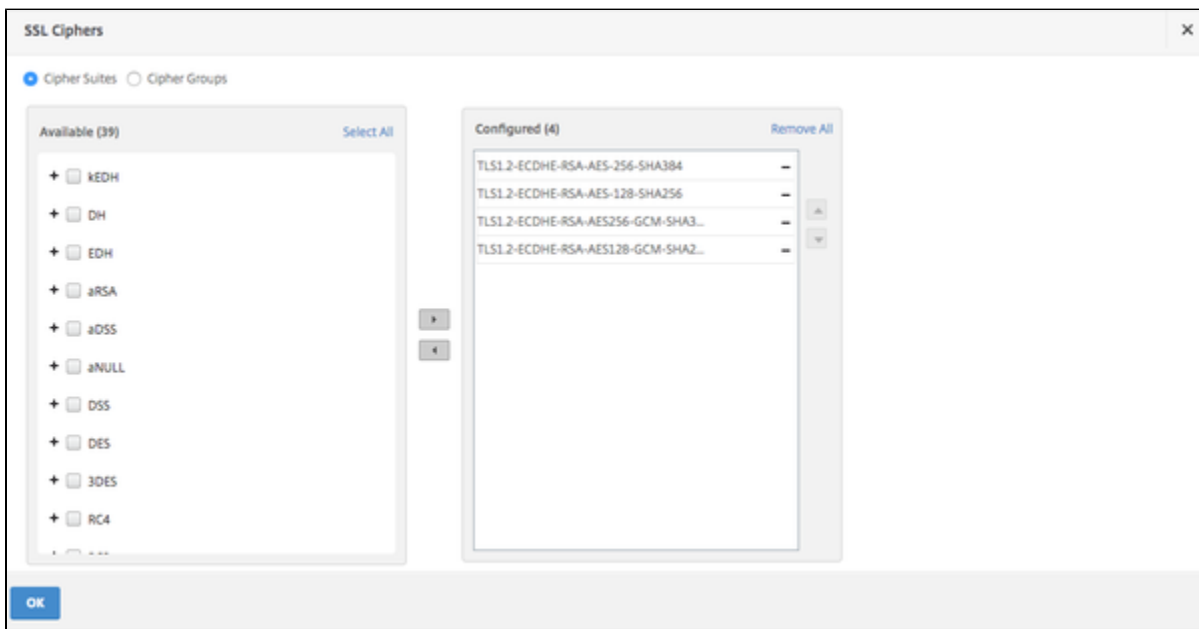 SSL Ciphers
Cipher Suites Cipher Groups
Available (39) Select All
kEDH
DH
EDH
aRSA
aDSS
aNULL
DSS
DES
3DES
RC4
Configured (4) Remove All
TLS1.2-ECDHE-RSA-AES-256-SHA384
TLS1.2-ECDHE-RSA-AES-128-SHA256
TLS1.2-ECDHE-RSA-AES256-GCM-SHA3...
TLS1.2-ECDHE-RSA-AES128-GCM-SHA2...
OK